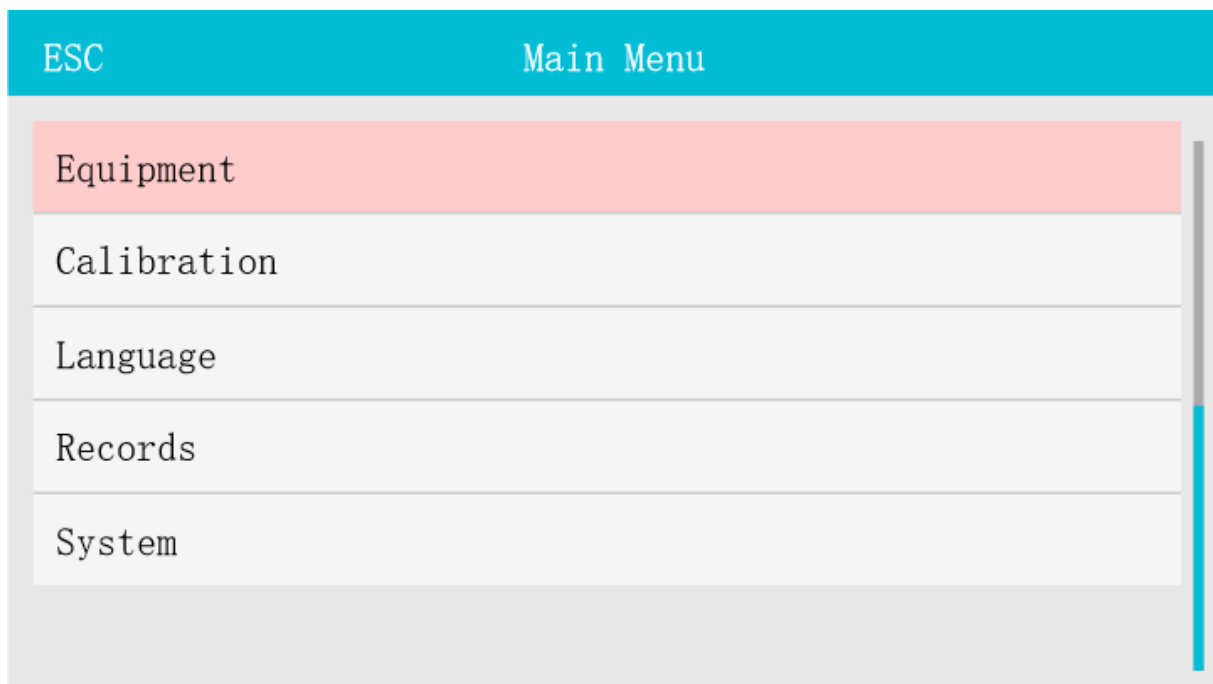 ESC Main Menu
Equipment
Calibration
Language
Records
System